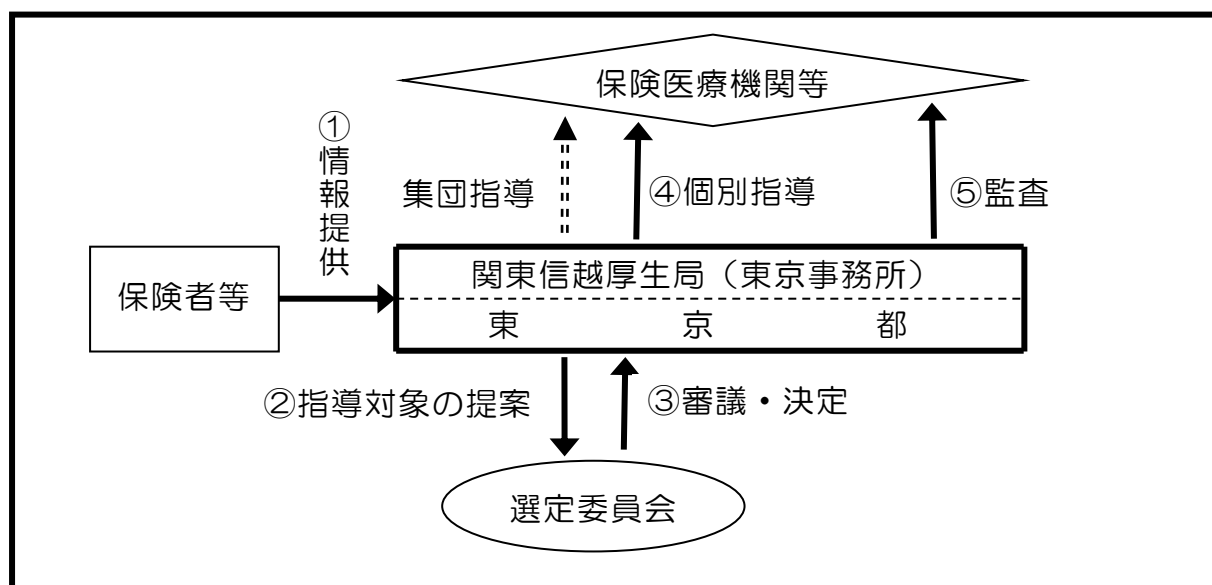 保険医療機関等
①情報提供
集団指導
④個別指導
⑤監査
関東信越厚生局（東京事務所）
保険者等
東京都
②指導対象の提案
③審議・決定
選定委員会